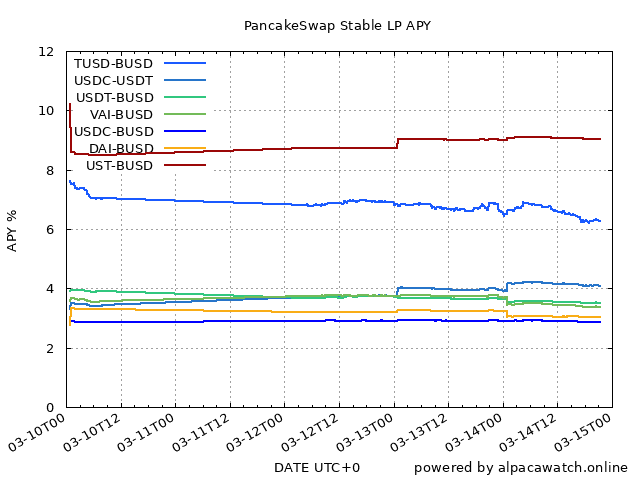 PancakeSwap Stable LP APY
12
10
8
6
4
2
0
APY %
TUSD-BUSD
USDC-USDT
USDT-BUSD
VAI-BUSD
USDC-BUSD
DAI-BUSD
UST-BUSD
03-10T00
03-10T12
03-11T00
03-11T12
03-12T00
03-12T12
03-13T00
03-13T12
03-14T00
03-14T12
03-15T00
DATE UTC+0
powered by alpacawatch.online